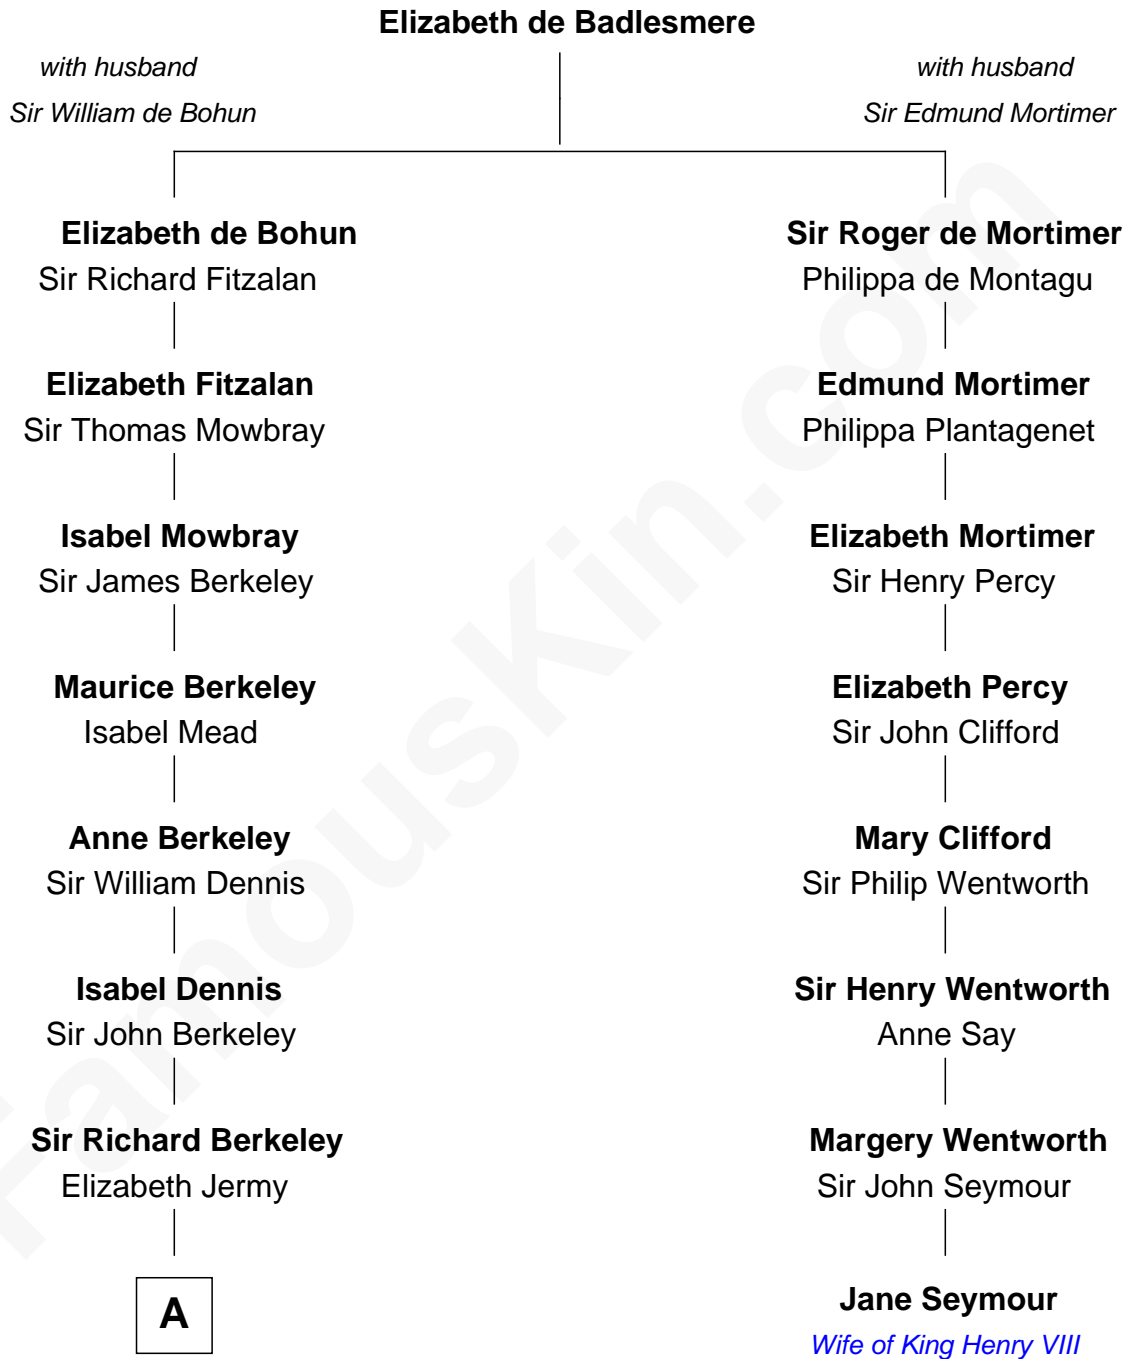 Elizabeth de Badlesmere
with husband
Sir William de Bohun
with husband
Sir Edmund Mortimer
Elizabeth de Bohun
Sir Richard Fitzalan
Sir Roger de Mortimer
Philippa de Montagu
Elizabeth Fitzalan
Sir Thomas Mowbray
Edmund Mortimer
Philippa Plantagenet
Isabel Mowbray
Sir James Berkeley
Elizabeth Mortimer
Sir Henry Percy
Maurice Berkeley
Isabel Mead
Elizabeth Percy
Sir John Clifford
Anne Berkeley
Sir William Dennis
Mary Clifford
Sir Philip Wentworth
Isabel Dennis
Sir John Berkeley
Sir Henry Wentworth
Anne Say
Sir Richard Berkeley
Elizabeth Jermy
Margery Wentworth
Sir John Seymour
A
Jane Seymour
Wife of King Henry VIII
FamousKin.com